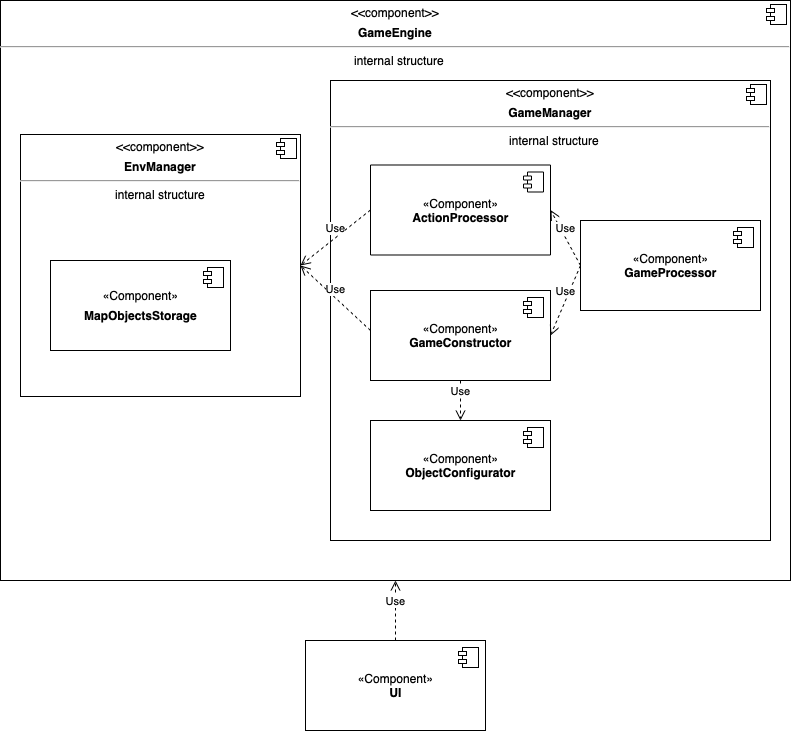 <<component>>
GameEngine
internal structure
<<component>>
GameManager
internal structure
<<component>>
EnvManager
internal structure
«Component»
MapObjectsStorage
«Component»
ActionProcessor
Use
Use
«Component»
GameProcessor
Use
Use
«Component»
GameConstructor
Use
«Component»
ObjectConfigurator
Use
«Component»
UI